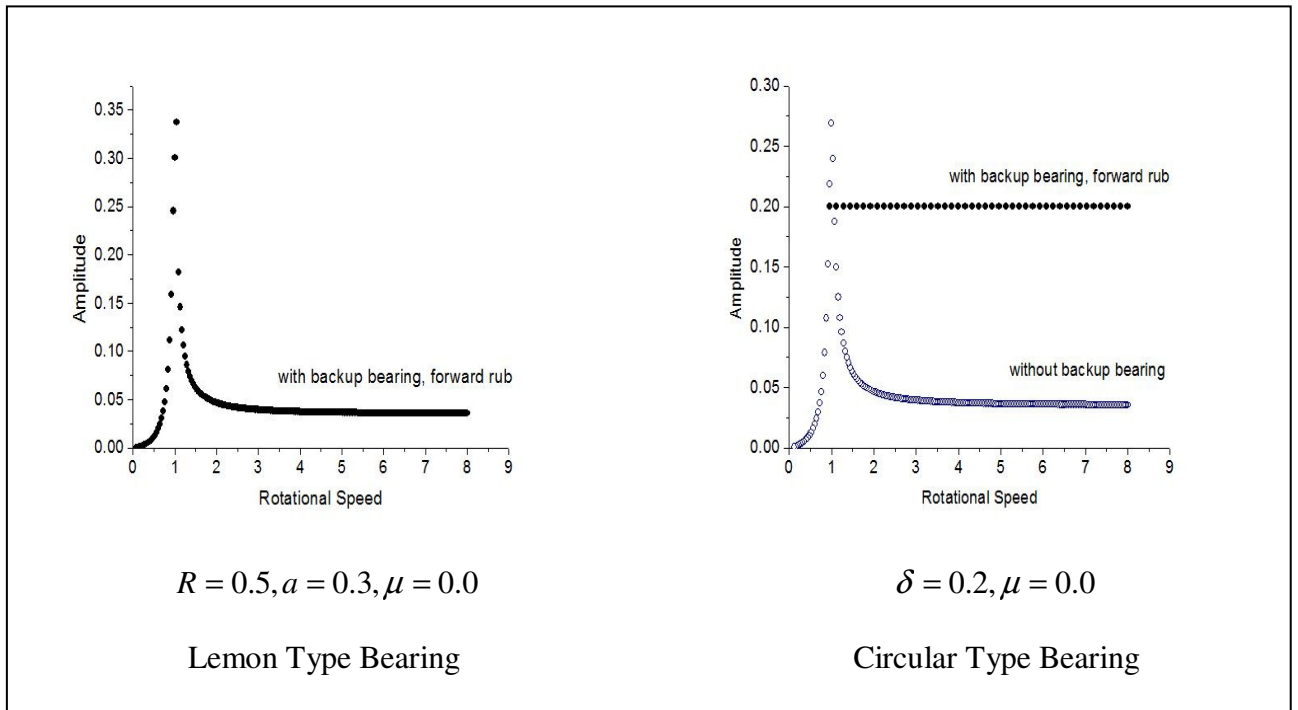 0.35
0.30
0.25
0.20
0.15
0.10
0.05
0.00
Amplitude
with backup bearing, forward rub
0 1 2 3 4 5 6 7 8 9
Rotational Speed
R = 0.5, a = 0.3, μ = 0.0
Lemon Type Bearing
0.30
0.25
0.20
0.15
0.10
0.05
0.00
Amplitude
with backup bearing, forward rub
without backup bearing
0 1 2 3 4 5 6 7 8 9
Rotational Speed
δ = 0.2, μ = 0.0
Circular Type Bearing